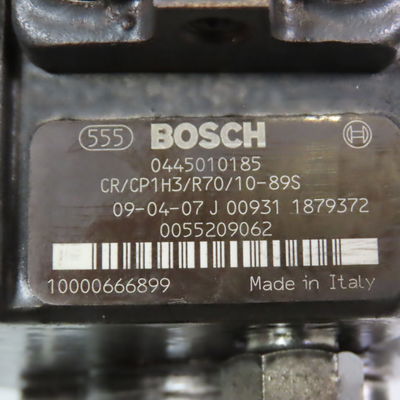 555 BOSCH
0445010185
CR/CP1H3/R70/10-89S
09-04-07 J 00931 1879372
0055209062
10000666899 Made in Italy